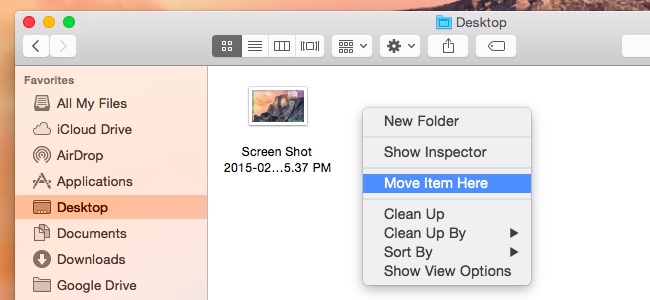 Desktop
Favorites
All My Files
iCloud Drive
AirDrop
Applications
Desktop
Documents
Downloads
Google Drive
Screen Shot
2015-02...5.37 PM
New Folder
Show Inspector
Move Item Here
Clean Up
Clean Up By
Sort By
Show View Options